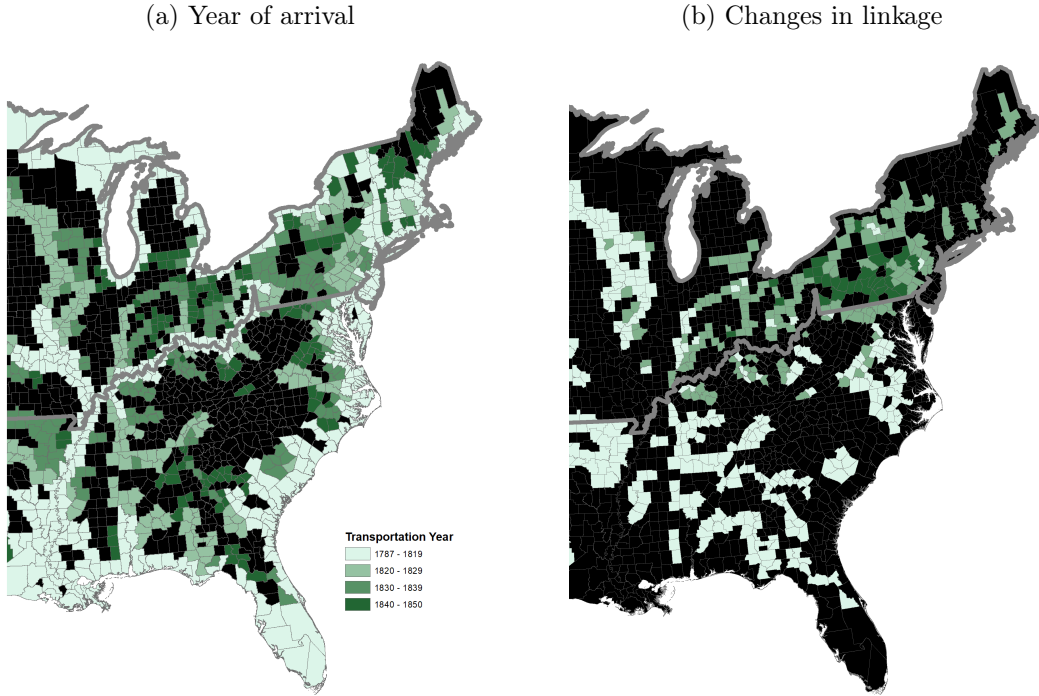 (a) Year of arrival
(b) Changes in linkage
Transportation Year
1787 - 1819
1820 - 1829
1830 - 1839
1840 - 1850